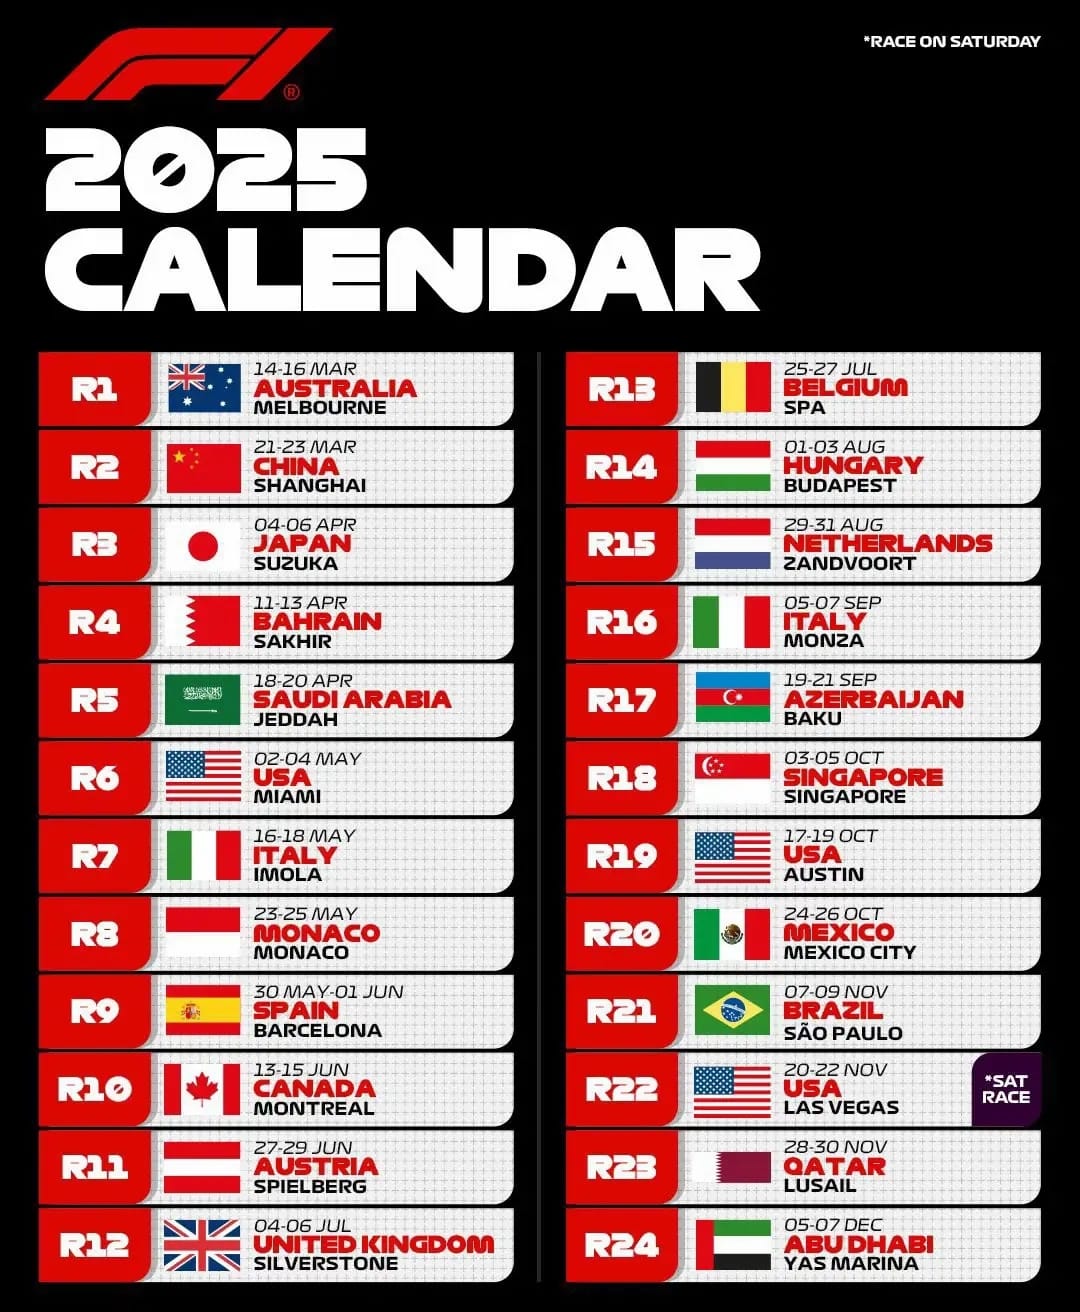 F1®
*RACE ON SATURDAY
2025
CALENDAR
R1
14-16 MAR
AUSTRALIA
MELBOURNE
R2
21-23 MAR
CHINA
SHANGHAI
R3
04-06 APR
JAPAN
SUZUKA
R4
11-13 APR
BAHRAIN
SAKHIR
R5
18-20 APR
SAUDI ARABIA
JEDDAH
R6
02-04 MAY
USA
MIAMI
R7
16-18 MAY
ITALY
IMOLA
R8
23-25 MAY
MONACO
MONACO
R9
30 MAY-01 JUN
SPAIN
BARCELONA
R10
13-15 JUN
CANADA
MONTREAL
R11
27-29 JUN
AUSTRIA
SPIELBERG
R12
04-06 JUL
UNITED KINGDOM
SILVERSTONE
R13
25-27 JUL
BELGIUM
SPA
R14
01-03 AUG
HUNGARY
BUDAPEST
R15
29-31 AUG
NETHERLANDS
ZANDVOORT
R16
05-07 SEP
ITALY
MONZA
R17
19-21 SEP
AZERBAIJAN
BAKU
R18
03-05 OCT
SINGAPORE
SINGAPORE
R19
17-19 OCT
USA
AUSTIN
R20
24-26 OCT
MEXICO
MEXICO CITY
R21
07-09 NOV
BRAZIL
SÃO PAULO
R22
20-22 NOV
USA
LAS VEGAS
*SAT
RACE
R23
28-30 NOV
QATAR
LUSAIL
R24
05-07 DEC
ABU DHABI
YAS MARINA